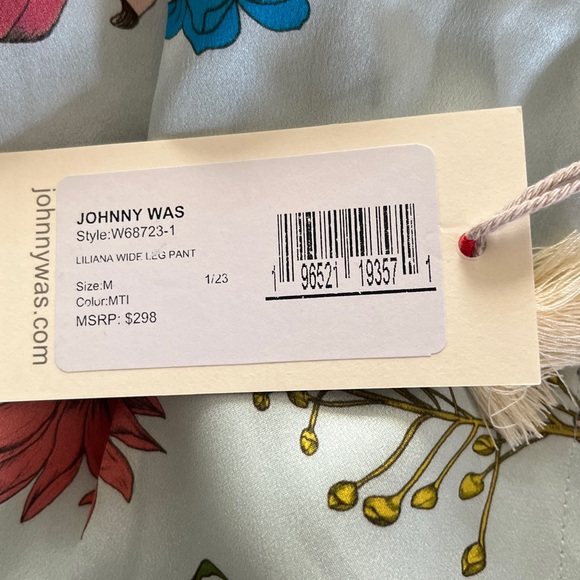 johnnywas.com
JOHNNY WAS
Style:W68723-1
LILIANA WIDE LEG PANT
Size:M 1/23
Color:MTI
MSRP: $298
1 96521 19357 1